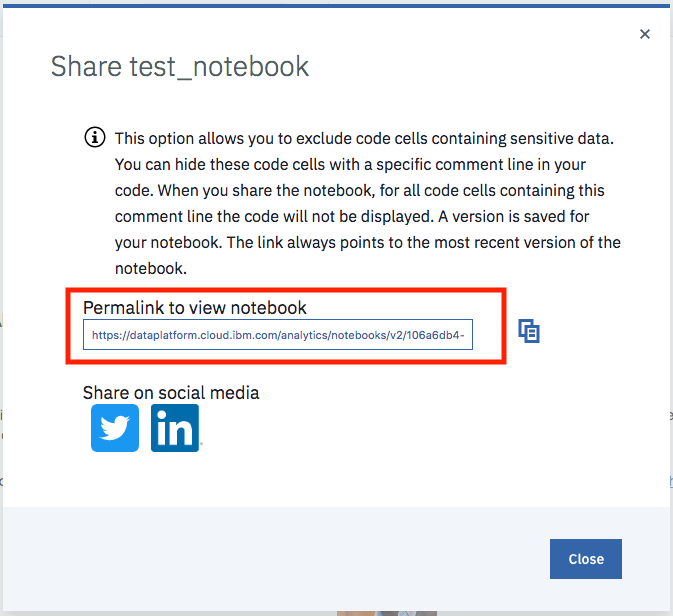 ×
Share test_notebook
This option allows you to exclude code cells containing sensitive data.
You can hide these code cells with a specific comment line in your
code. When you share the notebook, for all code cells containing this
comment line the code will not be displayed. A version is saved for
your notebook. The link always points to the most recent version of the
notebook.
Permalink to view notebook
https://dataplatform.cloud.ibm.com/analytics/notebooks/v2/106a6db4-
Share on social media
in
Close